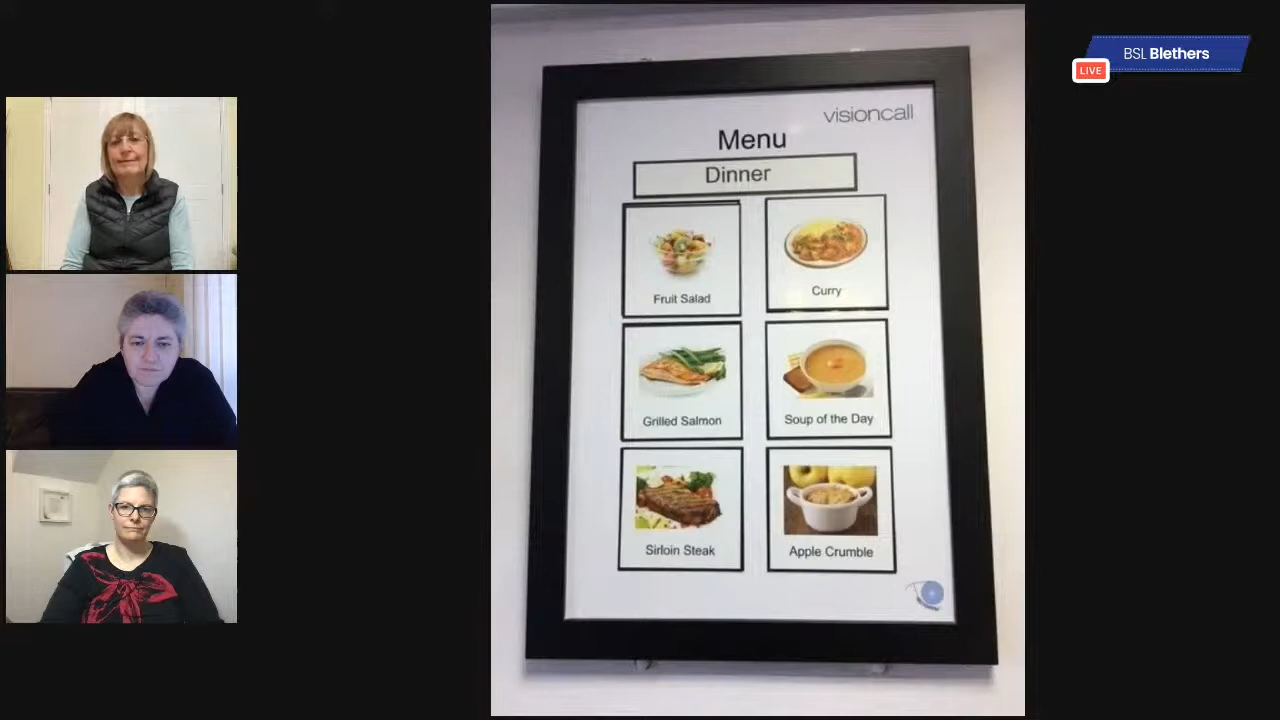 BSL Blethers
LIVE
visioncall
Menu
Dinner
Fruit Salad
Curry
Grilled Salmon
Soup of the Day
Sirloin Steak
Apple Crumble